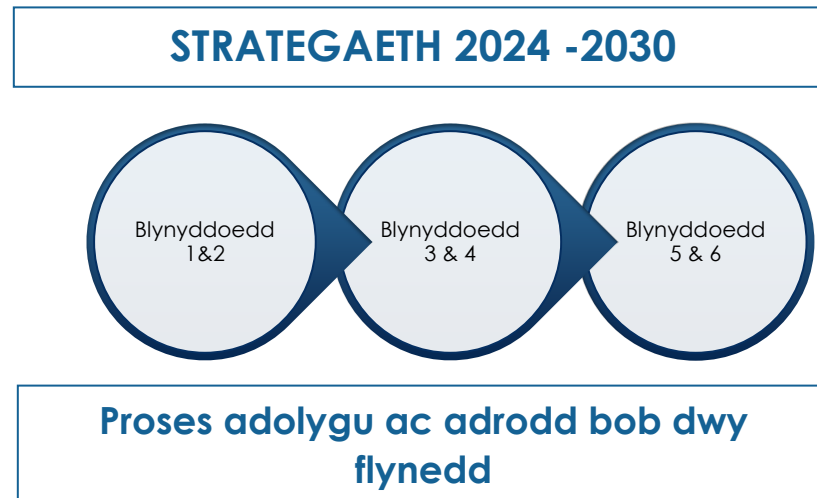 STRATEGAETH 2024 -2030
Blynyddoedd
1&2
Blynyddoedd
3 & 4
Blynyddoedd
5 & 6
Proses adolygu ac adrodd bob dwy
flynedd